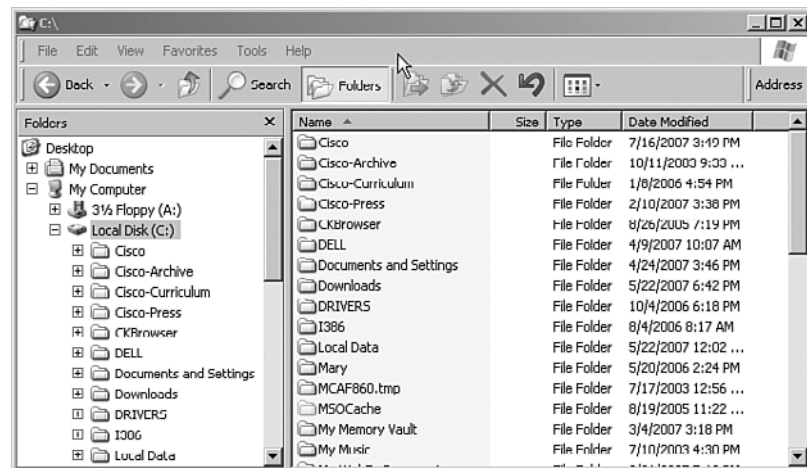 C:\
File Edit View Favorites Tools Help
Back Search Folders Address
Folders
Desktop
My Documents
My Computer
3½ Floppy (A:)
Local Disk (C:)
Cisco
Cisco-Archive
Cisco-Curriculum
Cisco-Press
CKBrowser
DELL
Documents and Settings
Downloads
DRIVERS
I386
Local Data
Name Size Type Date Modified
Cisco File Folder 7/16/2007 3:49 PM
Cisco-Archive File Folder 10/11/2003 9:33 ...
Cisco-Curriculum File Folder 1/8/2006 4:54 PM
Cisco-Press File Folder 2/10/2007 3:38 PM
CKBrowser File Folder 8/26/2005 7:19 PM
DELL File Folder 4/9/2007 10:07 AM
Documents and Settings File Folder 4/24/2007 3:46 PM
Downloads File Folder 5/22/2007 6:42 PM
DRIVERS File Folder 10/4/2006 6:18 PM
I386 File Folder 8/4/2006 8:17 AM
Local Data File Folder 5/22/2007 12:02 ...
Mary File Folder 5/20/2006 2:24 PM
MCAF860.tmp File Folder 7/17/2003 12:56 ...
MSOCache File Folder 8/19/2005 11:22 ...
My Memory Vault File Folder 3/4/2007 3:18 PM
My Music File Folder 7/10/2003 4:30 PM